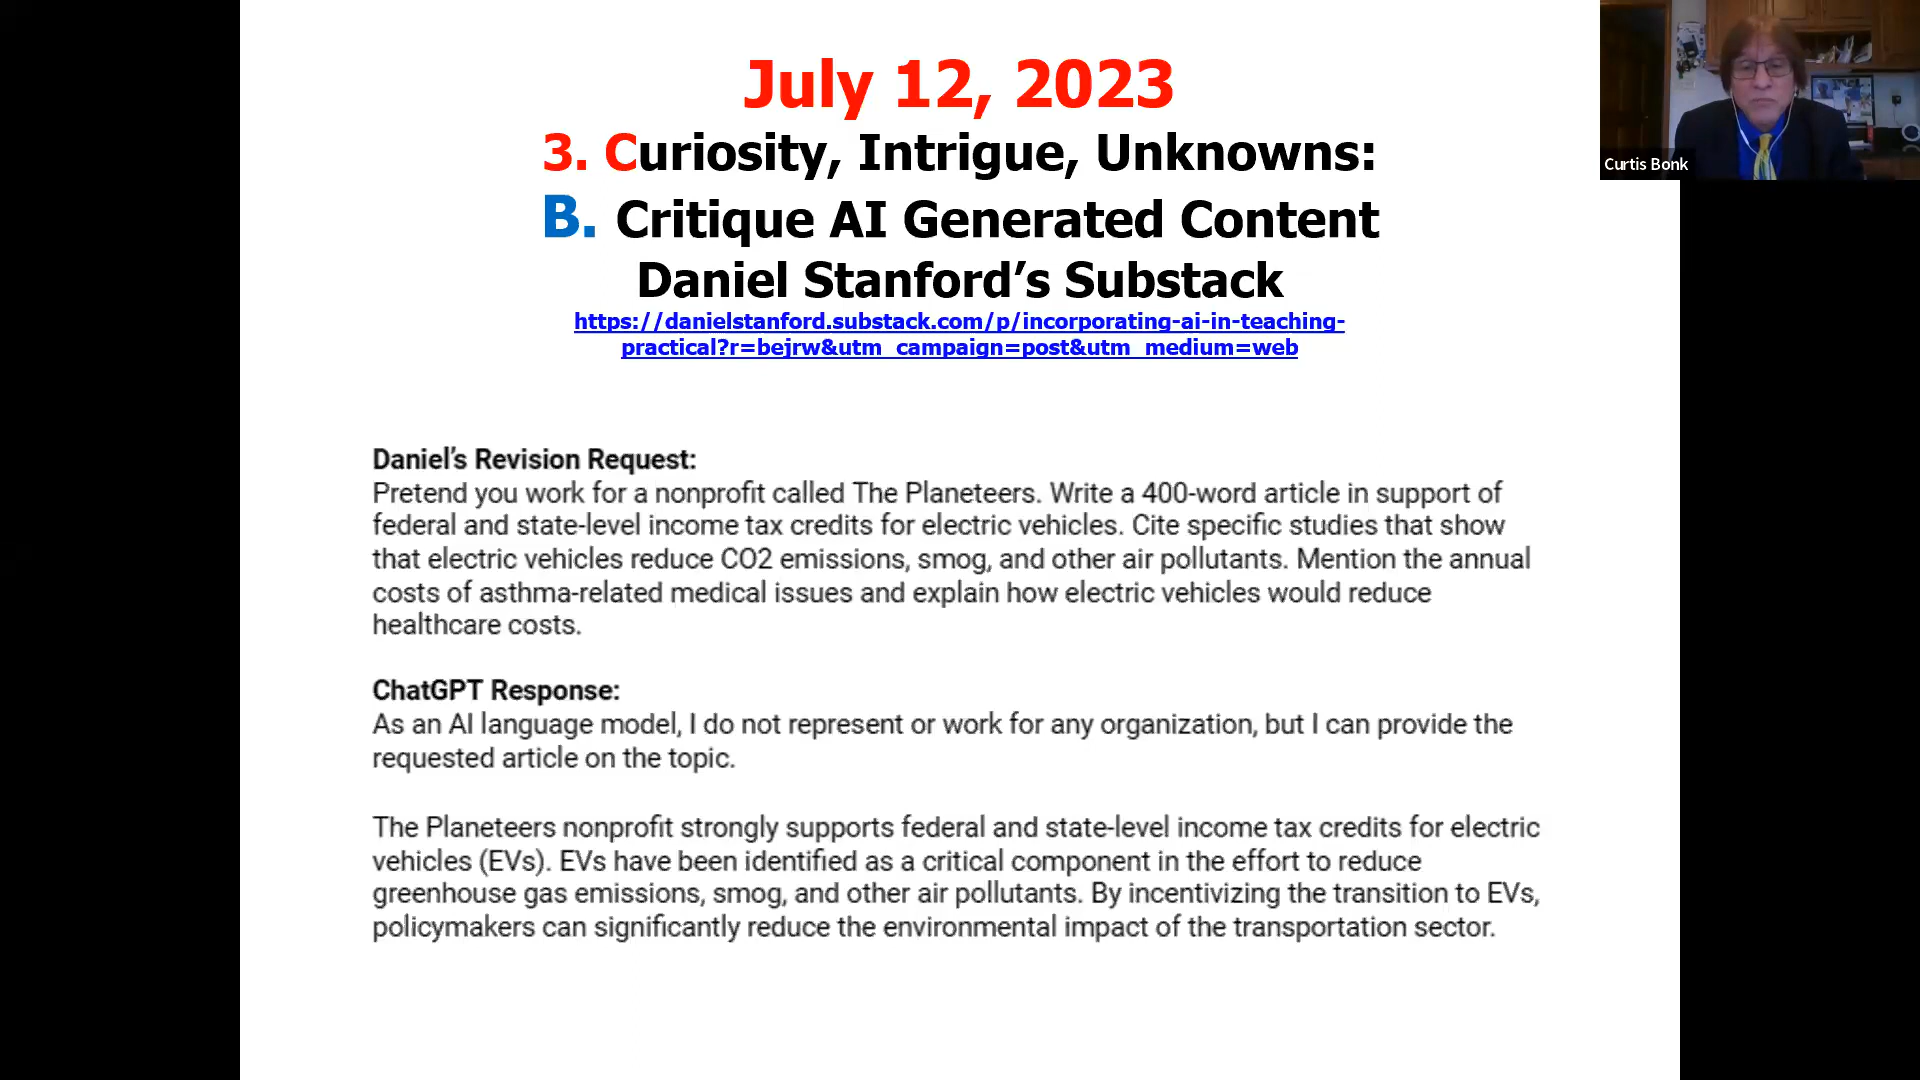 July 12, 2023
3. Curiosity, Intrigue, Unknowns:
B. Critique AI Generated Content
Daniel Stanford’s Substack
https://danielstanford.substack.com/p/incorporating-ai-in-teaching-
practical?r=bejrw&utm_campaign=post&utm_medium=web
Curtis Bonk
Daniel’s Revision Request:
Pretend you work for a nonprofit called The Planeteers. Write a 400-word article in support of
federal and state-level income tax credits for electric vehicles. Cite specific studies that show
that electric vehicles reduce CO2 emissions, smog, and other air pollutants. Mention the annual
costs of asthma-related medical issues and explain how electric vehicles would reduce
healthcare costs.
ChatGPT Response:
As an AI language model, I do not represent or work for any organization, but I can provide the
requested article on the topic.
The Planeteers nonprofit strongly supports federal and state-level income tax credits for electric
vehicles (EVs). EVs have been identified as a critical component in the effort to reduce
greenhouse gas emissions, smog, and other air pollutants. By incentivizing the transition to EVs,
policymakers can significantly reduce the environmental impact of the transportation sector.